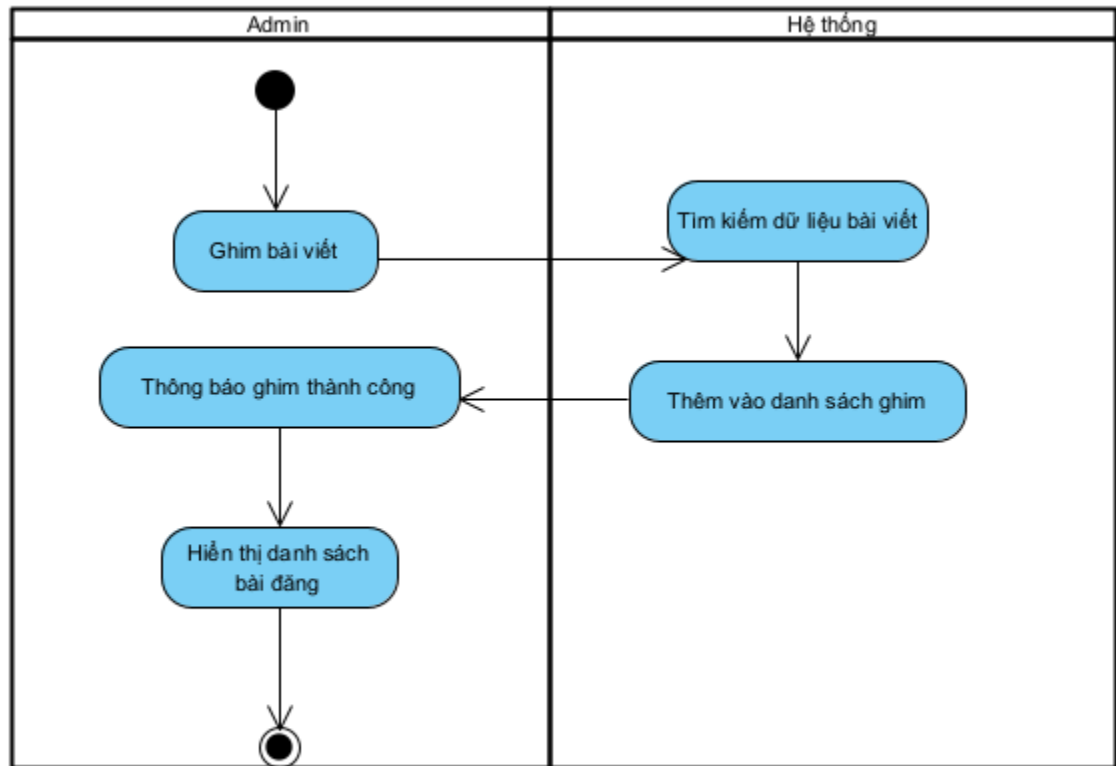 Admin
Hệ thống
Ghim bài viết
Tìm kiếm dữ liệu bài viết
Thêm vào danh sách ghim
Thông báo ghim thành công
Hiển thị danh sách
bài đăng